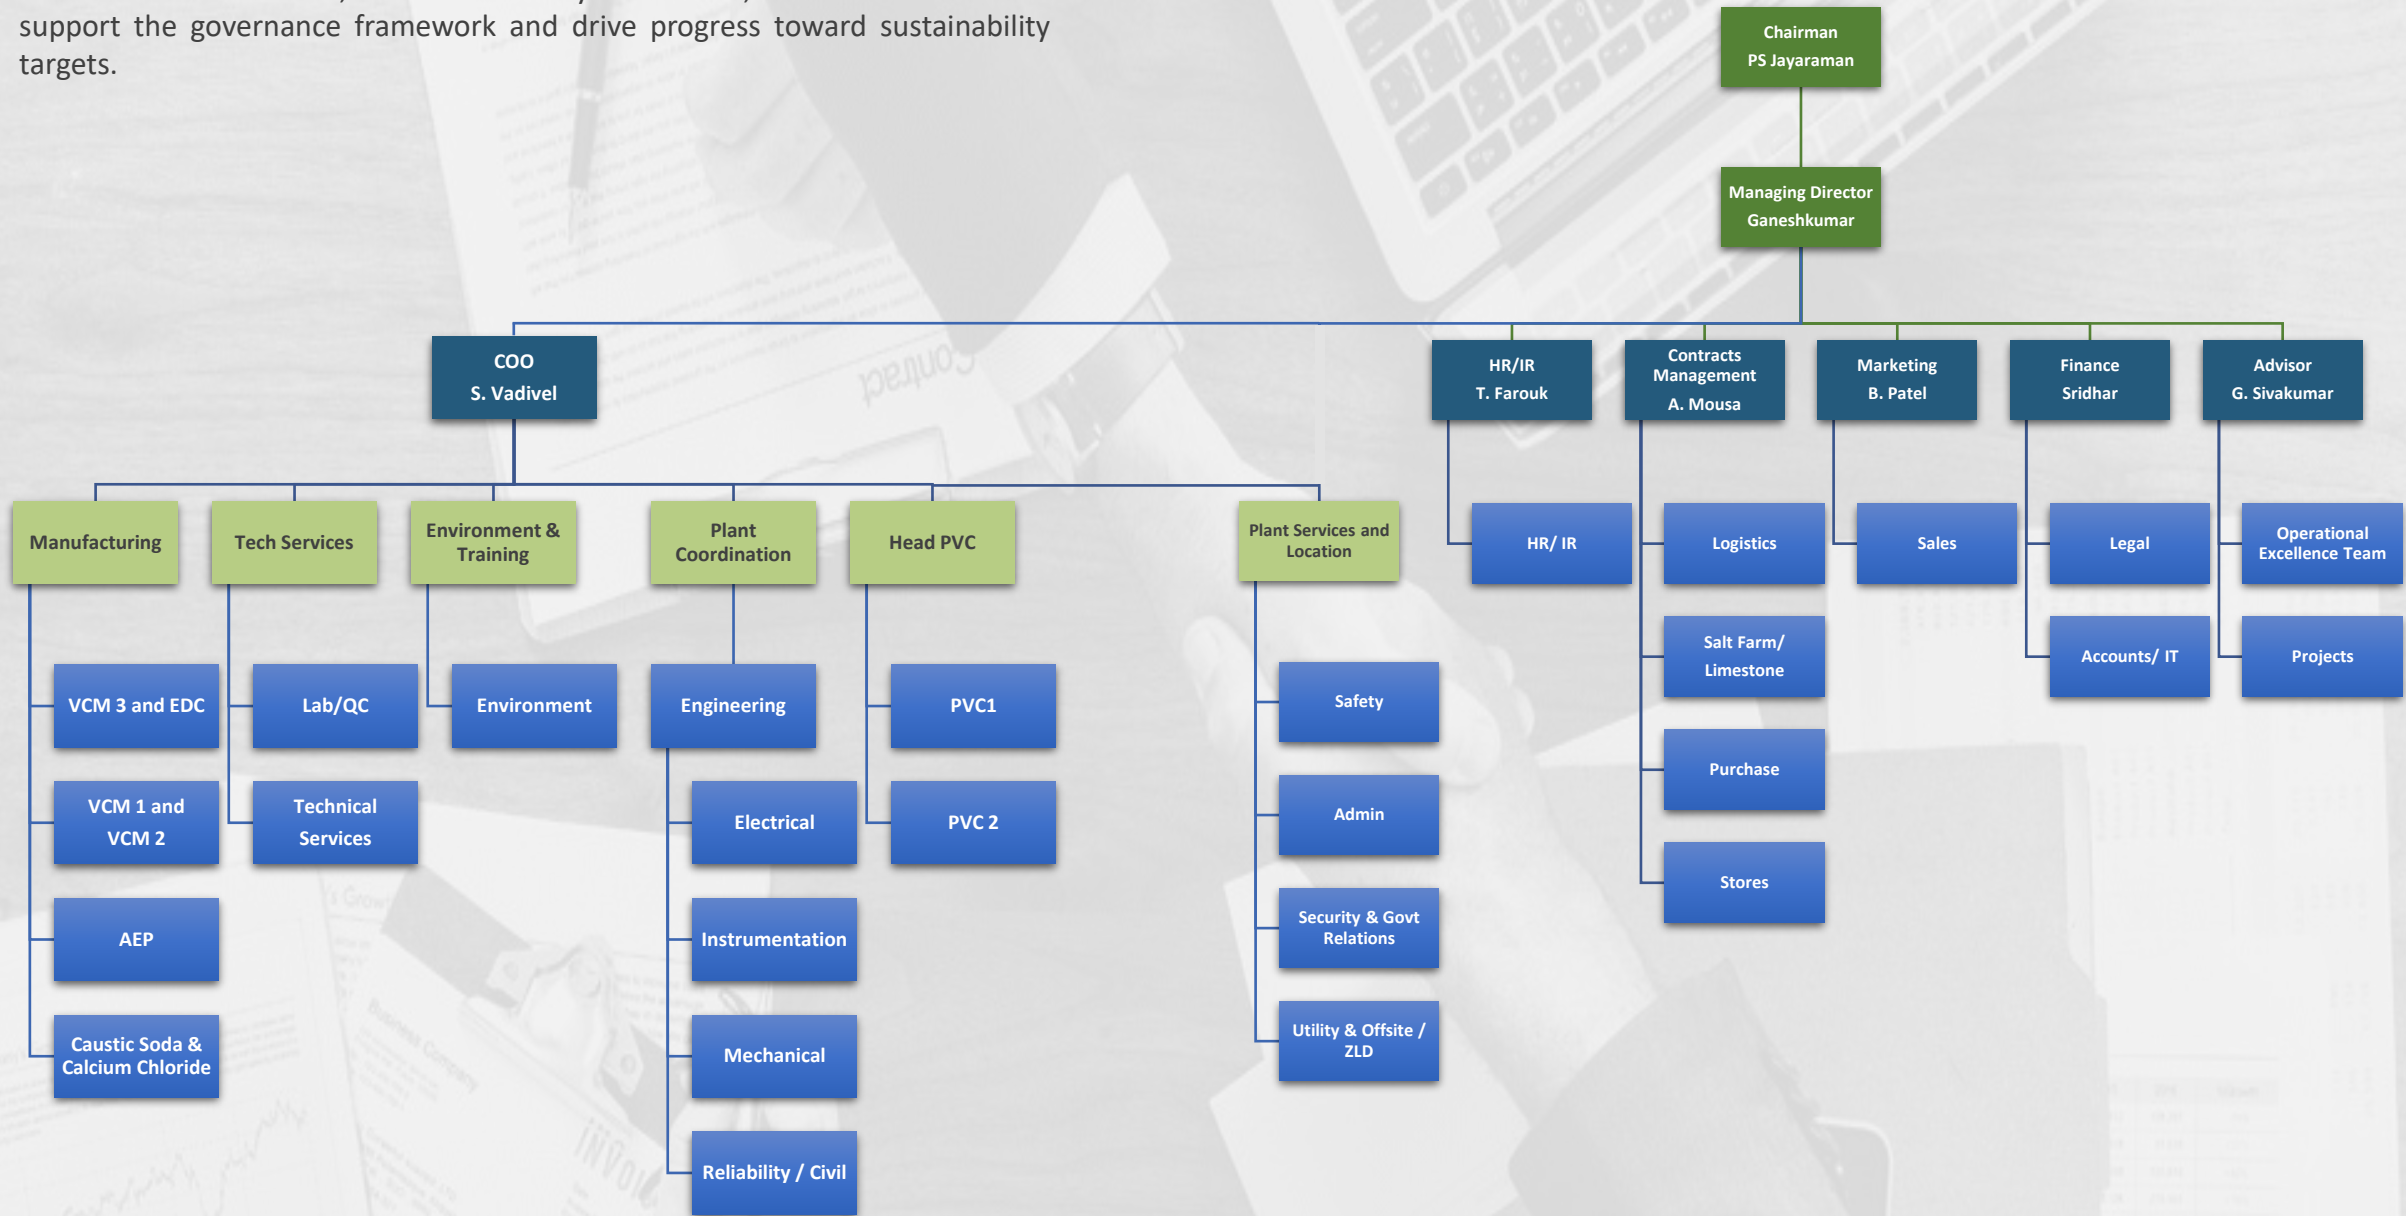 support the governance framework and drive progress toward sustainability
targets.
Chairman
PS Jayaraman
Managing Director
Ganeshkumar
COO
S. Vadivel
HR/IR
T. Farouk
Contracts
Management
A. Mousa
Marketing
B. Patel
Finance
Sridhar
Advisor
G. Sivakumar
Manufacturing
Tech Services
Environment &
Training
Plant
Coordination
Head PVC
Plant Services and
Location
HR/ IR
Logistics
Sales
Legal
Operational
Excellence Team
Salt Farm/
Limestone
Accounts/ IT
Projects
Purchase
Stores
VCM 3 and EDC
Lab/QC
Environment
Engineering
PVC1
Safety
VCM 1 and
VCM 2
Technical
Services
Electrical
PVC 2
Admin
AEP
Instrumentation
Security & Govt
Relations
Caustic Soda &
Calcium Chloride
Mechanical
Utility & Offsite /
ZLD
Reliability / Civil
Contract
Business Company